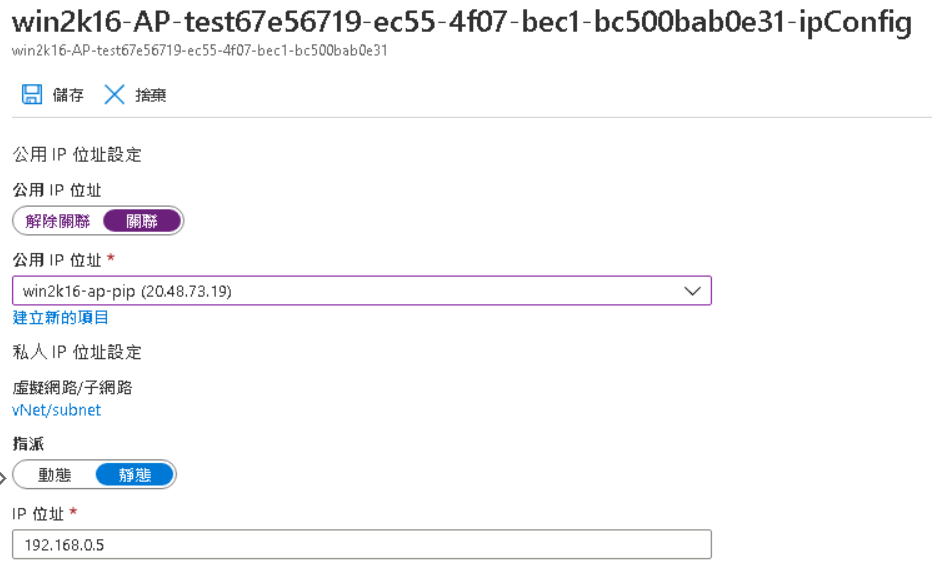 win2k16-AP-test67e56719-ec55-4f07-bec1-bc500bab0e31-ipConfig
win2k16-AP-test67e56719-ec55-4f07-bec1-bc500bab0e31
儲存 捨棄
公用 IP 位址設定
公用 IP 位址
解除關聯 關聯
公用 IP 位址 *
win2k16-ap-pip (20.48.73.19)
建立新的項目
私人 IP 位址設定
虛擬網路/子網路
vNet/subnet
指派
動態 靜態
IP 位址 *
192.168.0.5